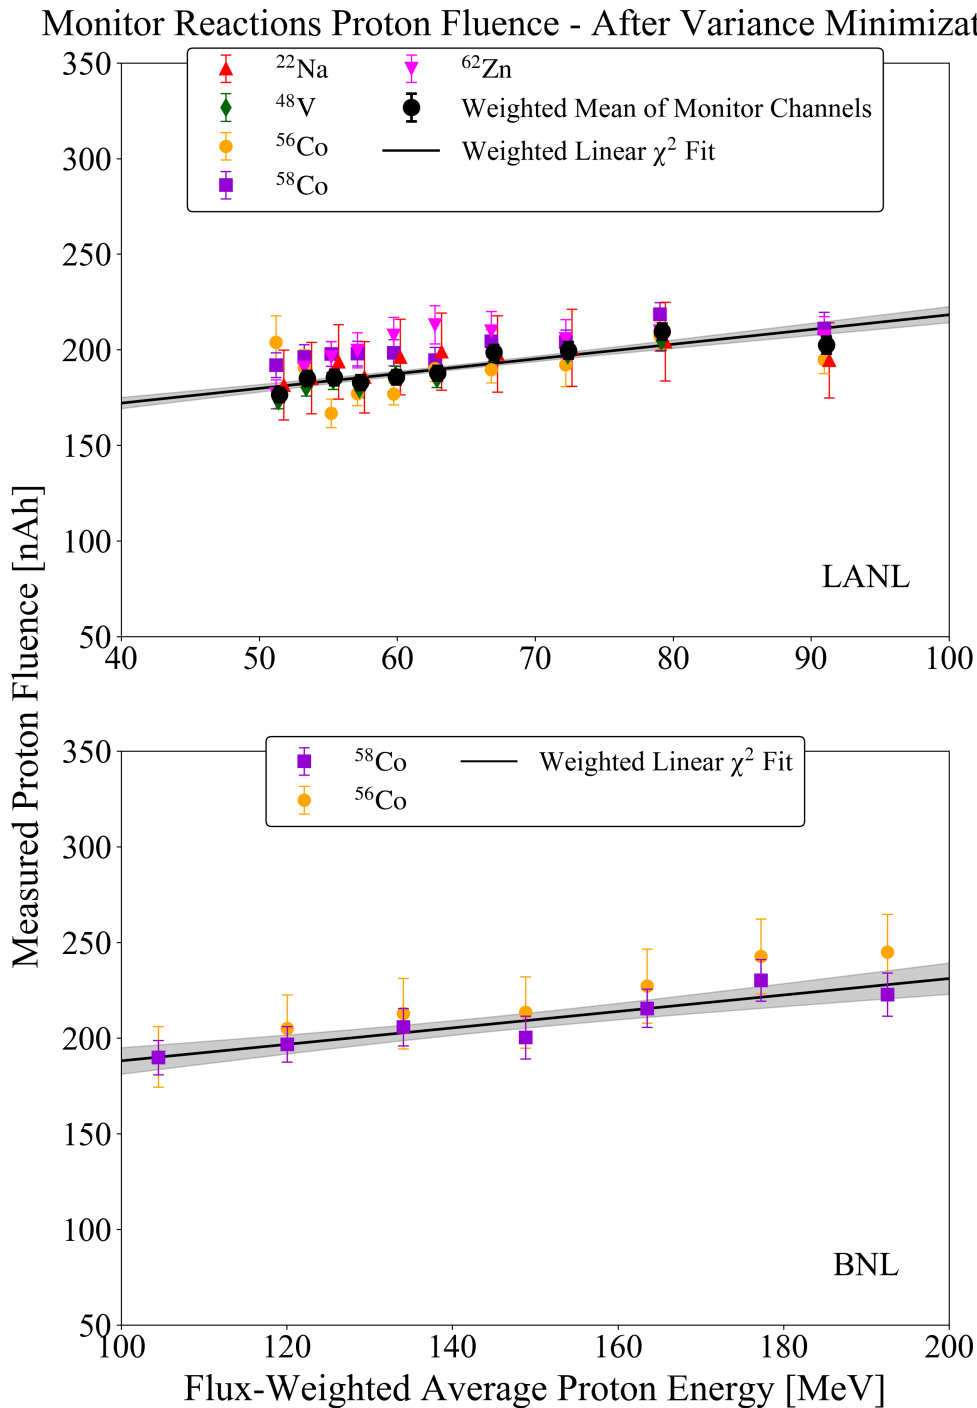 Monitor Reactions Proton Fluence - After Variance Minimizat
²²Na
⁴⁸V
⁵⁶Co
⁵⁸Co
⁶²Zn
Weighted Mean of Monitor Channels
Weighted Linear χ² Fit
350
300
250
200
150
100
50
40 50 60 70 80 90 100
LANL
Measured Proton Fluence [nAh]
⁵⁸Co
⁵⁶Co
Weighted Linear χ² Fit
350
300
250
200
150
100
50
100 120 140 160 180 200
BNL
Flux-Weighted Average Proton Energy [MeV]